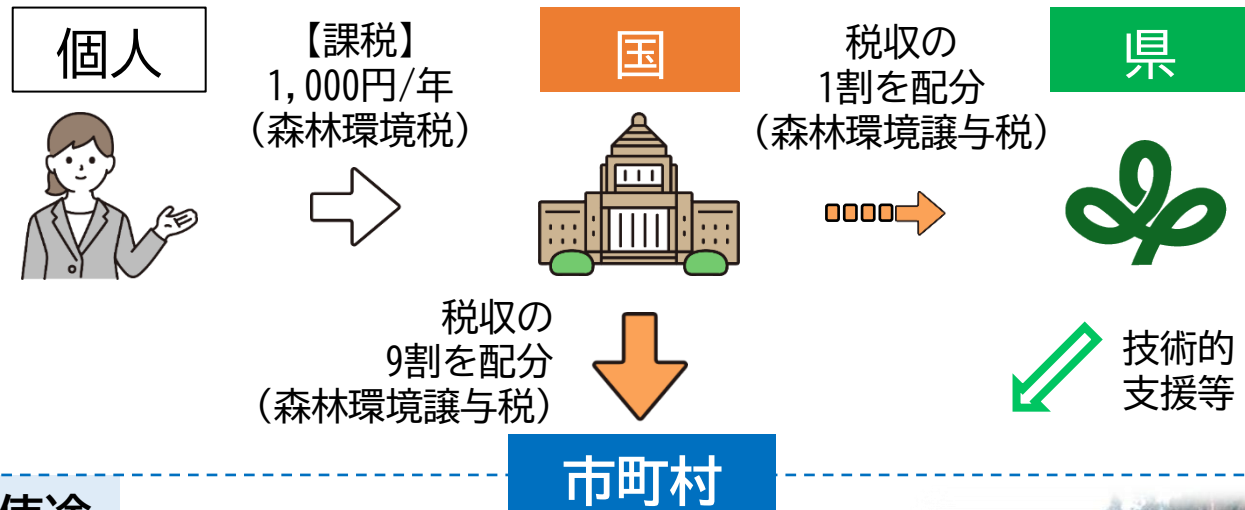 個人
【課税】
1,000円/年
（森林環境税）
国
税収の
1割を配分
（森林環境譲与税）
県
税収の
9割を配分
（森林環境譲与税）
技術的
支援等
市町村
使途